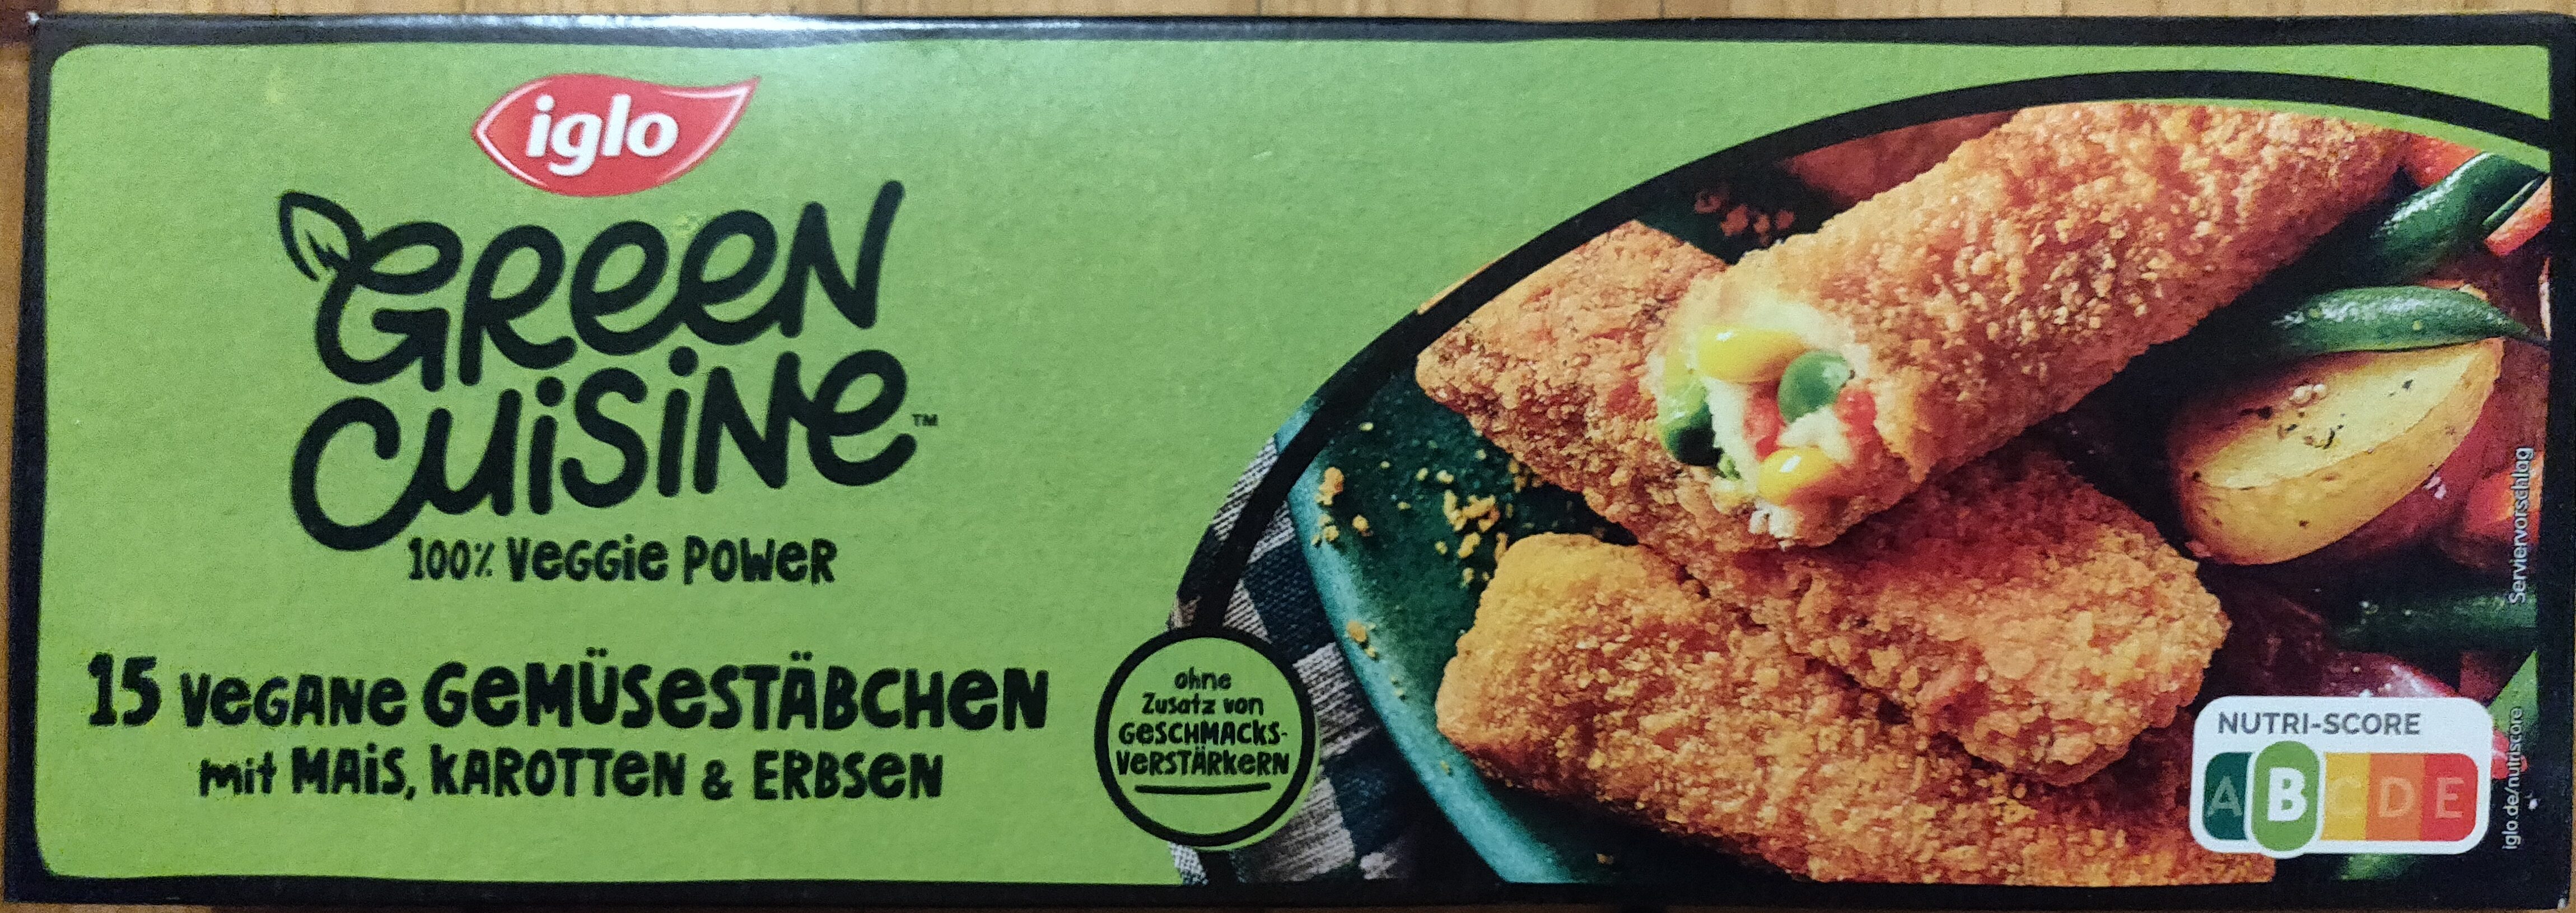 iglo
GREEN
CUISINE™
100% VEGGIE POWER
15 VEGANE GEMÜSESTÄBCHEN
mit MAIS, KAROTTEN & ERBSEN
ohne
Zusatz von
GESCHMACKS-
VERSTÄRKERN
Serviervorschlag
NUTRI-SCORE
A B C D E
iglo.de/nutriscore